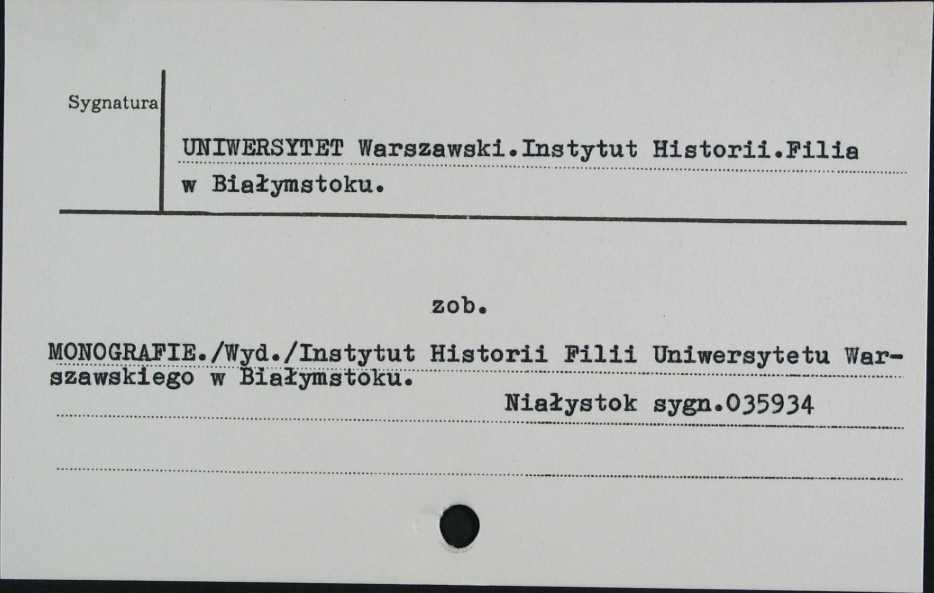 Sygnatura
UNIWERSYTET Warszawski.Instytut Historii.Filia
w Białymstoku.
zob.
MONOGRAFIE./Wyd./Instytut Historii Filii Uniwersytetu War-
szawskiego w Białymstoku.
Niałystok sygn.035934